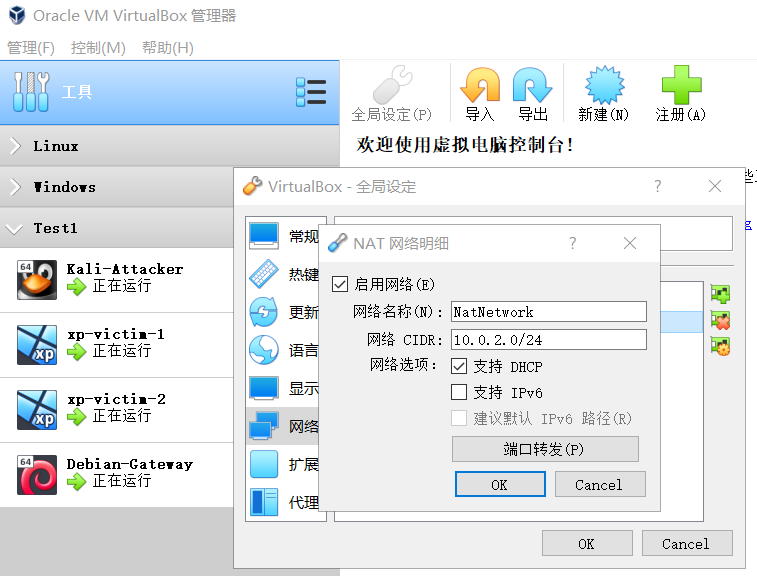 Oracle VM VirtualBox 管理器
管理(F) 控制(M) 帮助(H)
工具
全局设定(P) 导入 导出 新建(N) 注册(A)
欢迎使用虚拟电脑控制台!
Linux
Windows
Test1
64 Kali-Attacker
正在运行
xp-victim-1
xp 正在运行
xp-victim-2
xp 正在运行
64 Debian-Gateway
正在运行
VirtualBox - 全局设定 ?
常规
热键
更新
语言
显示
网络
扩展
代理
NAT 网络明细 ?
启用网络(E)
网络名称(N): NatNetwork
网络 CIDR: 10.0.2.0/24
网络选项: 支持 DHCP
支持 IPv6
建议默认 IPv6 路径(R)
端口转发(P)
OK Cancel
OK Cancel